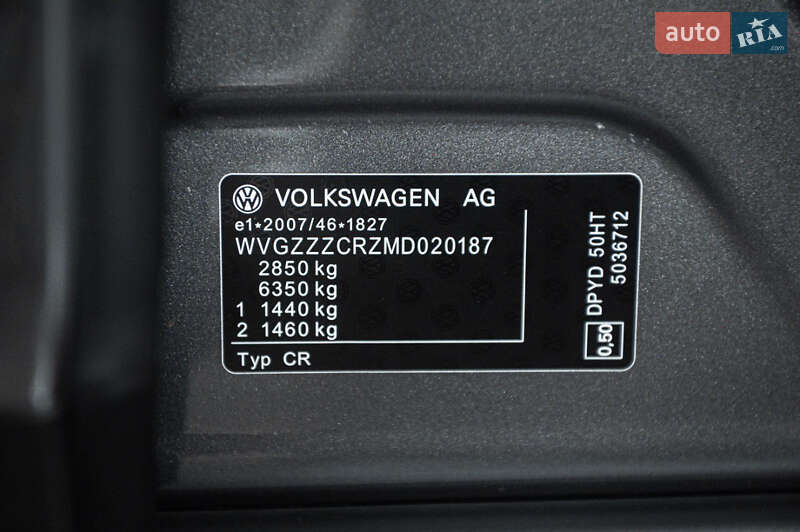 auto RIA .com
VOLKSWAGEN AG
e1*2007/46*1827
WVGZZZCRZMD020187
2850 kg
6350 kg
1 1440 kg
2 1460 kg
Typ CR
DPYD 50HT
5036712
0,50